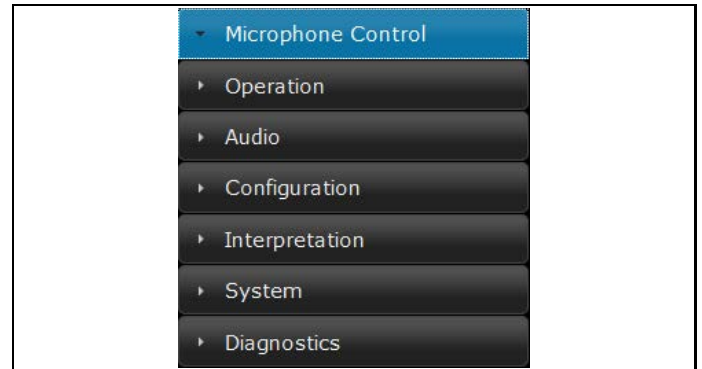 Microphone Control
Operation
Audio
Configuration
Interpretation
System
Diagnostics